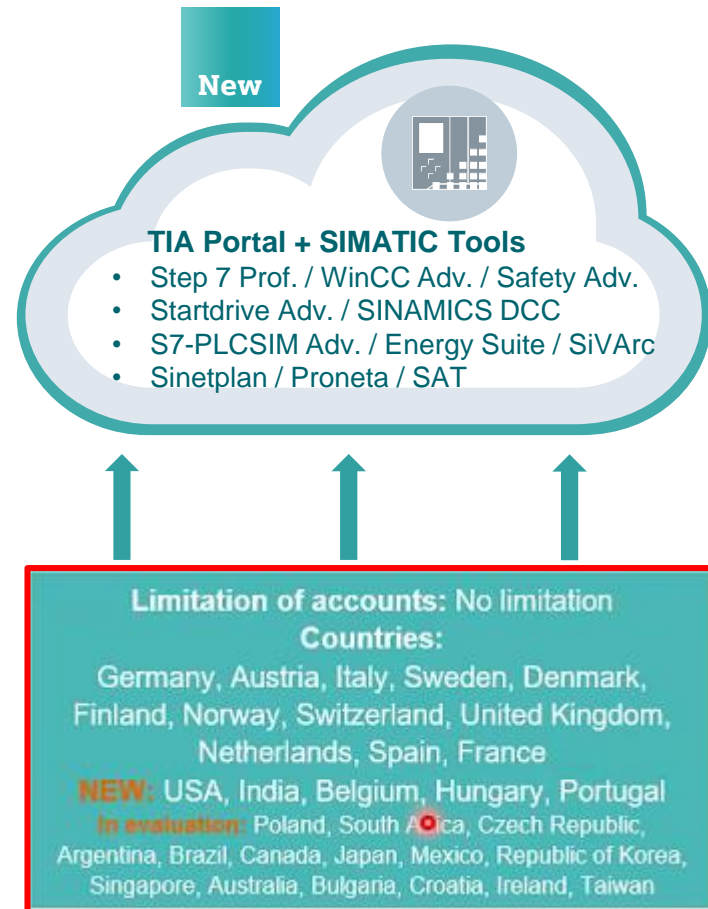 New
TIA Portal + SIMATIC Tools
• Step 7 Prof. / WinCC Adv. / Safety Adv.
• Startdrive Adv. / SINAMICS DCC
• S7-PLCSIM Adv. / Energy Suite / SiVArc
• Sinetplan / Proneta / SAT
Limitation of accounts: No limitation
Countries:
Germany, Austria, Italy, Sweden, Denmark,
Finland, Norway, Switzerland, United Kingdom,
Netherlands, Spain, France
NEW: USA, India, Belgium, Hungary, Portugal
In evaluation: Poland, South Africa, Czech Republic,
Argentina, Brazil, Canada, Japan, Mexico, Republic of Korea,
Singapore, Australia, Bulgaria, Croatia, Ireland, Taiwan